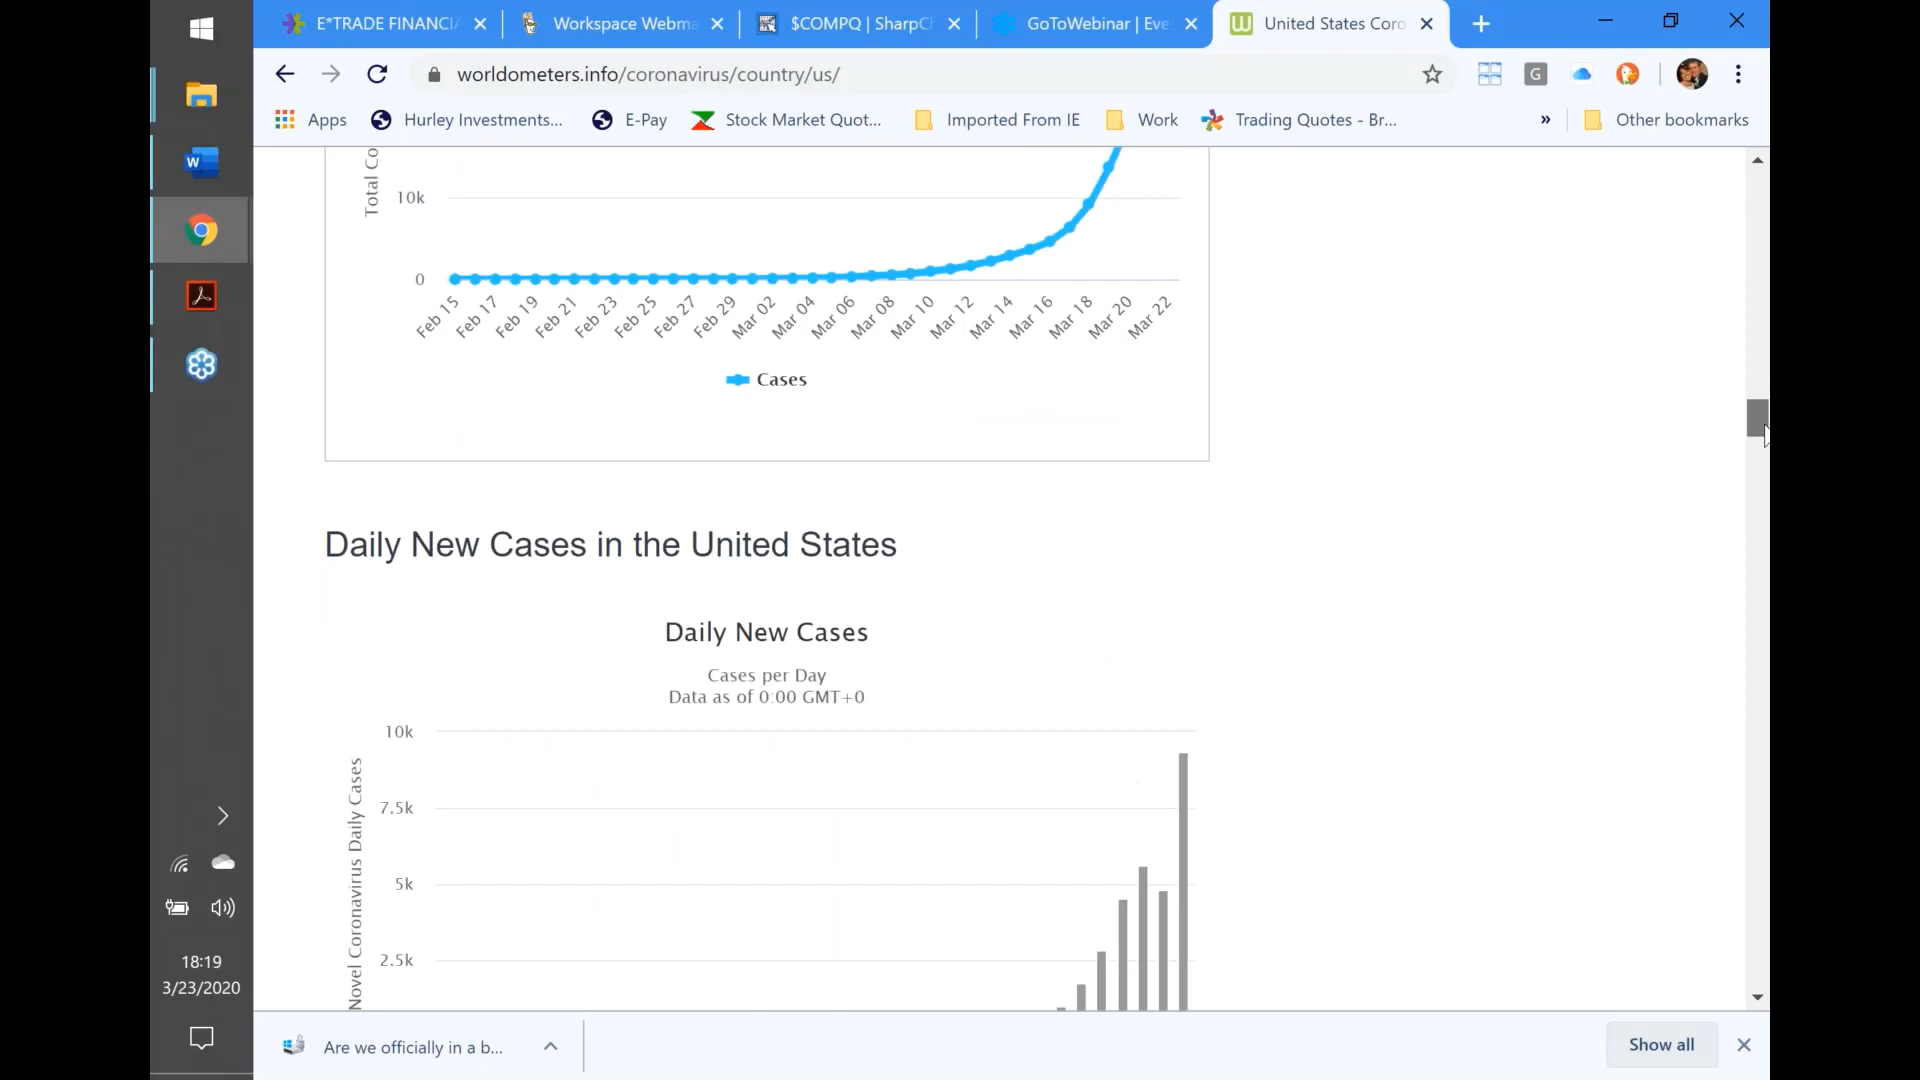 E*TRADE FINANCIA
Workspace Webma
$COMPQ | SharpCh
GoToWebinar | Eve
United States Coro
worldometers.info/coronavirus/country/us/
G
Apps
Hurley Investments...
E-Pay
Stock Market Quot...
Imported From IE
Work
Trading Quotes - Br...
»
Other bookmarks
Total Co
10k
0
Feb 15
Feb 17
Feb 19
Feb 21
Feb 23
Feb 25
Feb 27
Feb 29
Mar 02
Mar 04
Mar 06
Mar 08
Mar 10
Mar 12
Mar 14
Mar 16
Mar 18
Mar 20
Mar 22
Cases
Daily New Cases in the United States
Daily New Cases
Cases per Day
Data as of 0:00 GMT+0
Novel Coronavirus Daily Cases
10k
7.5k
5k
2.5k
18:19
3/23/2020
Are we officially in a b...
Show all